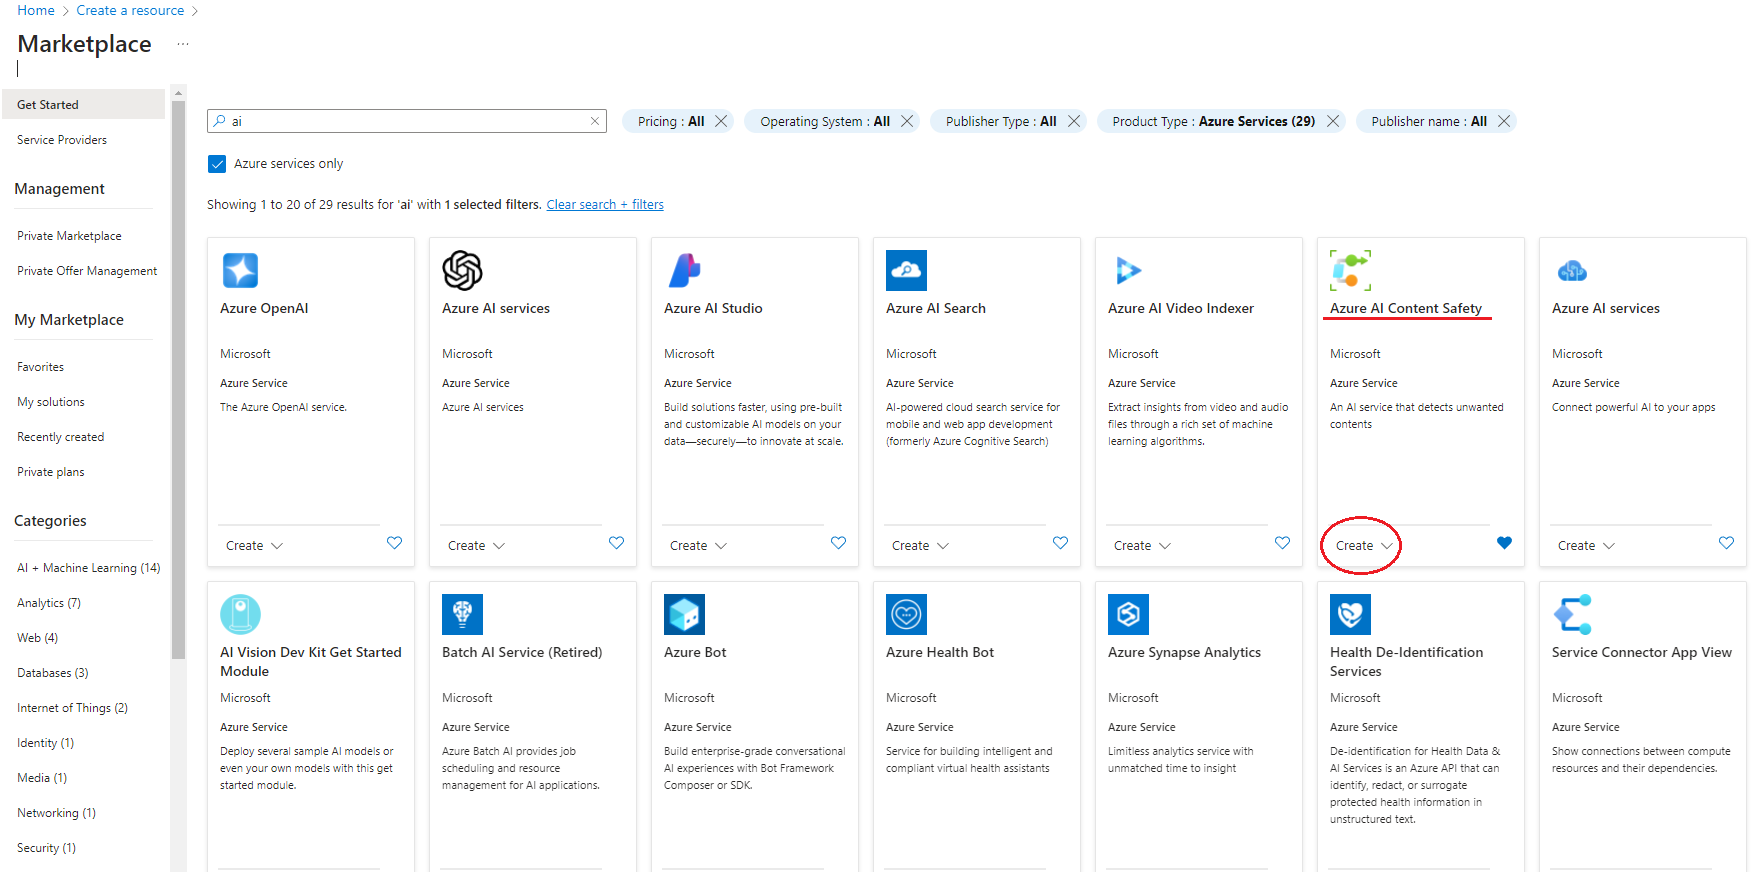 Home > Create a resource >
Marketplace ...
Get Started
Service Providers
Management
Private Marketplace
Private Offer Management
My Marketplace
Favorites
My solutions
Recently created
Private plans
Categories
AI + Machine Learning (14)
Analytics (7)
Web (4)
Databases (3)
Internet of Things (2)
Identity (1)
Media (1)
Networking (1)
Security (1)
ai
Pricing : All
Operating System : All
Publisher Type : All
Product Type : Azure Services (29)
Publisher name : All
Azure services only
Showing 1 to 20 of 29 results for 'ai' with 1 selected filters. Clear search + filters
Azure OpenAI
Microsoft
Azure Service
The Azure OpenAI service.
Create
Azure AI services
Microsoft
Azure Service
Azure AI services
Create
Azure AI Studio
Microsoft
Azure Service
Build solutions faster, using pre-built
and customizable AI models on your
data—securely—to innovate at scale.
Create
Azure AI Search
Microsoft
Azure Service
AI-powered cloud search service for
mobile and web app development
(formerly Azure Cognitive Search)
Create
Azure AI Video Indexer
Microsoft
Azure Service
Extract insights from video and audio
files through a rich set of machine
learning algorithms.
Create
Azure AI Content Safety
Microsoft
Azure Service
An AI service that detects unwanted
contents
Create
Azure AI services
Microsoft
Azure Service
Connect powerful AI to your apps
Create
AI Vision Dev Kit Get Started
Module
Microsoft
Azure Service
Deploy several sample AI models or
even your own models with this get
started module.
Batch AI Service (Retired)
Microsoft
Azure Service
Azure Batch AI provides job
scheduling and resource
management for AI applications.
Azure Bot
Microsoft
Azure Service
Build enterprise-grade conversational
AI experiences with Bot Framework
Composer or SDK.
Azure Health Bot
Microsoft
Azure Service
Service for building intelligent and
compliant virtual health assistants
Azure Synapse Analytics
Microsoft
Azure Service
Limitless analytics service with
unmatched time to insight
Health De-Identification
Services
Microsoft
Azure Service
De-identification for Health Data &
AI Services is an Azure API that can
identify, redact, or surrogate
protected health information in
unstructured text.
Service Connector App View
Microsoft
Azure Service
Show connections between compute
resources and their dependencies.